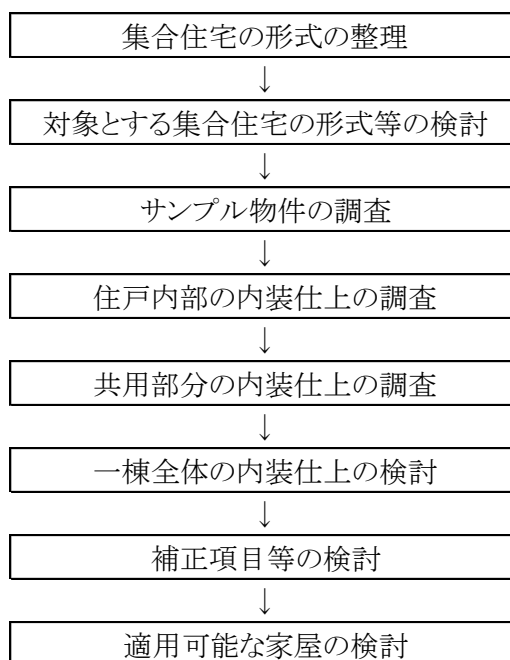 集合住宅の形式の整理
↓
対象とする集合住宅の形式等の検討
↓
サンプル物件の調査
↓
住戸内部の内装仕上の調査
↓
共用部分の内装仕上の調査
↓
一棟全体の内装仕上の検討
↓
補正項目等の検討
↓
適用可能な家屋の検討